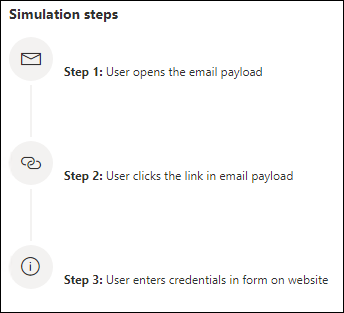 Simulation steps
Step 1: User opens the email payload
Step 2: User clicks the link in email payload
Step 3: User enters credentials in form on website